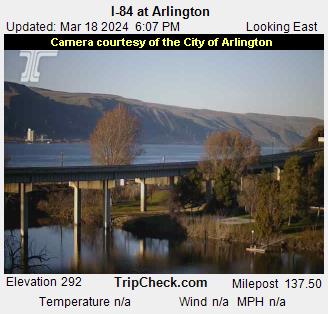 I-84 at Arlington
Updated: Mar 18 2024 6:07 PM Looking East
Camera courtesy of the City of Arlington
Elevation 292 TripCheck.com Milepost 137.50
Temperature n/a Wind n/a MPH n/a